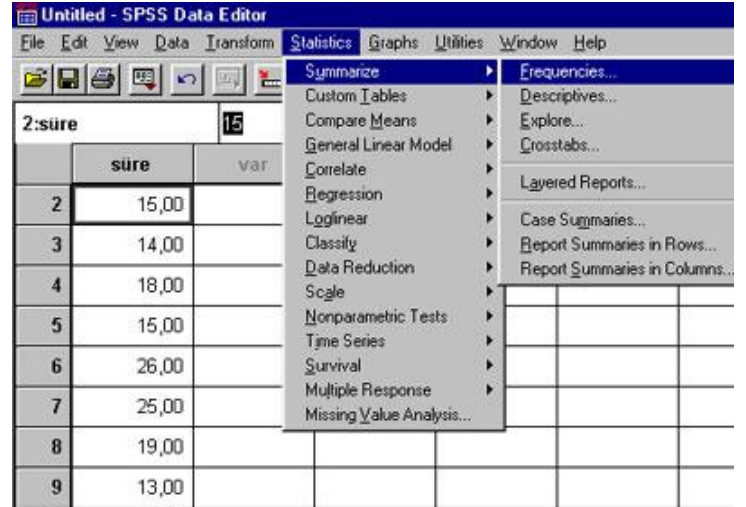 Untitled - SPSS Data Editor
File Edit View Data Transform Statistics Graphs Utilities Window Help
2:süre 15
süre var
2 15,00
3 14,00
4 18,00
5 15,00
6 26,00
7 25,00
8 19,00
9 13,00
Summarize
Custom Tables
Compare Means
General Linear Model
Correlate
Regression
Loglinear
Classify
Data Reduction
Scale
Nonparametric Tests
Time Series
Survival
Multiple Response
Missing Value Analysis...
Frequencies...
Descriptives...
Explore...
Crosstabs...
Layered Reports...
Case Summaries...
Report Summaries in Rows...
Report Summaries in Columns...